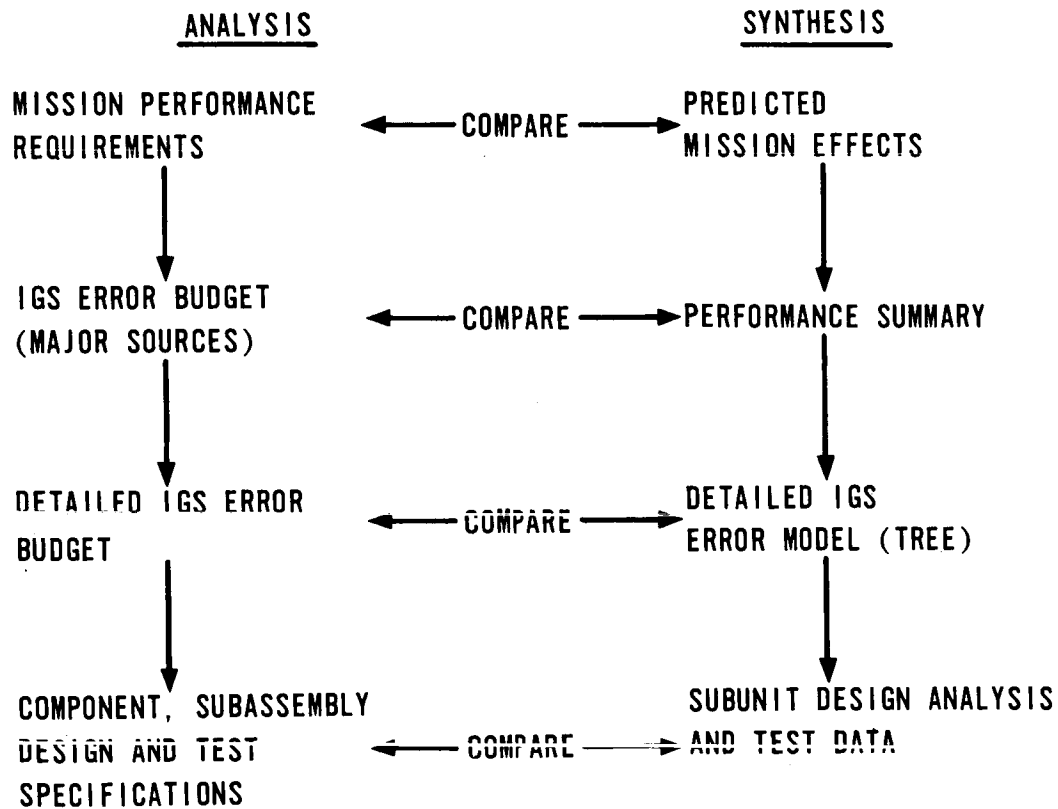 ANALYSIS
SYNTHESIS
MISSION PERFORMANCE
REQUIREMENTS
COMPARE
PREDICTED
MISSION EFFECTS
IGS ERROR BUDGET
(MAJOR SOURCES)
COMPARE
PERFORMANCE SUMMARY
DETAILED IGS ERROR
BUDGET
COMPARE
DETAILED IGS
ERROR MODEL (TREE)
COMPONENT, SUBASSEMBLY
DESIGN AND TEST
SPECIFICATIONS
COMPARE
SUBUNIT DESIGN ANALYSIS
AND TEST DATA